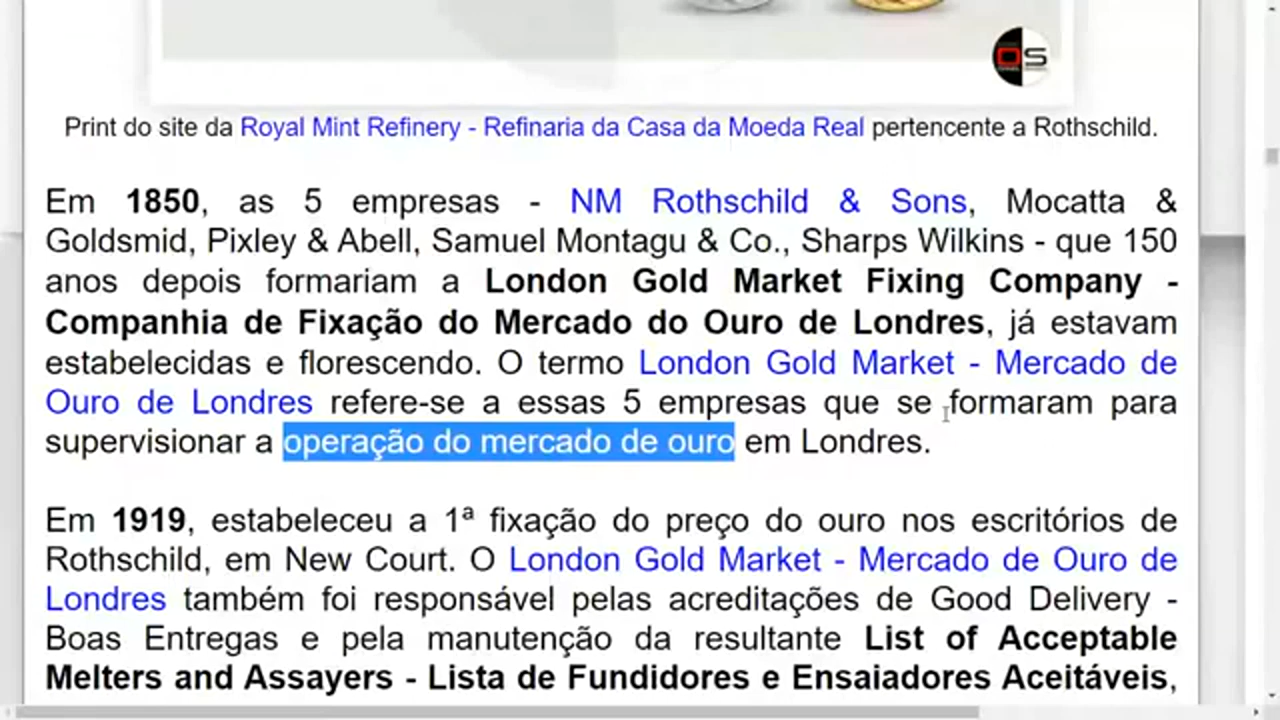 DS
Print do site da Royal Mint Refinery - Refinaria da Casa da Moeda Real pertencente a Rothschild.
Em 1850, as 5 empresas - NM Rothschild & Sons, Mocatta &
Goldsmid, Pixley & Abell, Samuel Montagu & Co., Sharps Wilkins - que 150
anos depois formariam a London Gold Market Fixing Company -
Companhia de Fixação do Mercado do Ouro de Londres, já estavam
estabelecidas e florescendo. O termo London Gold Market - Mercado de
Ouro de Londres refere-se a essas 5 empresas que se formaram para
supervisionar a operação do mercado de ouro em Londres.
Em 1919, estabeleceu a 1ª fixação do preço do ouro nos escritórios de
Rothschild, em New Court. O London Gold Market - Mercado de Ouro de
Londres também foi responsável pelas acreditações de Good Delivery -
Boas Entregas e pela manutenção da resultante List of Acceptable
Melters and Assayers - Lista de Fundidores e Ensaiadores Aceitáveis,